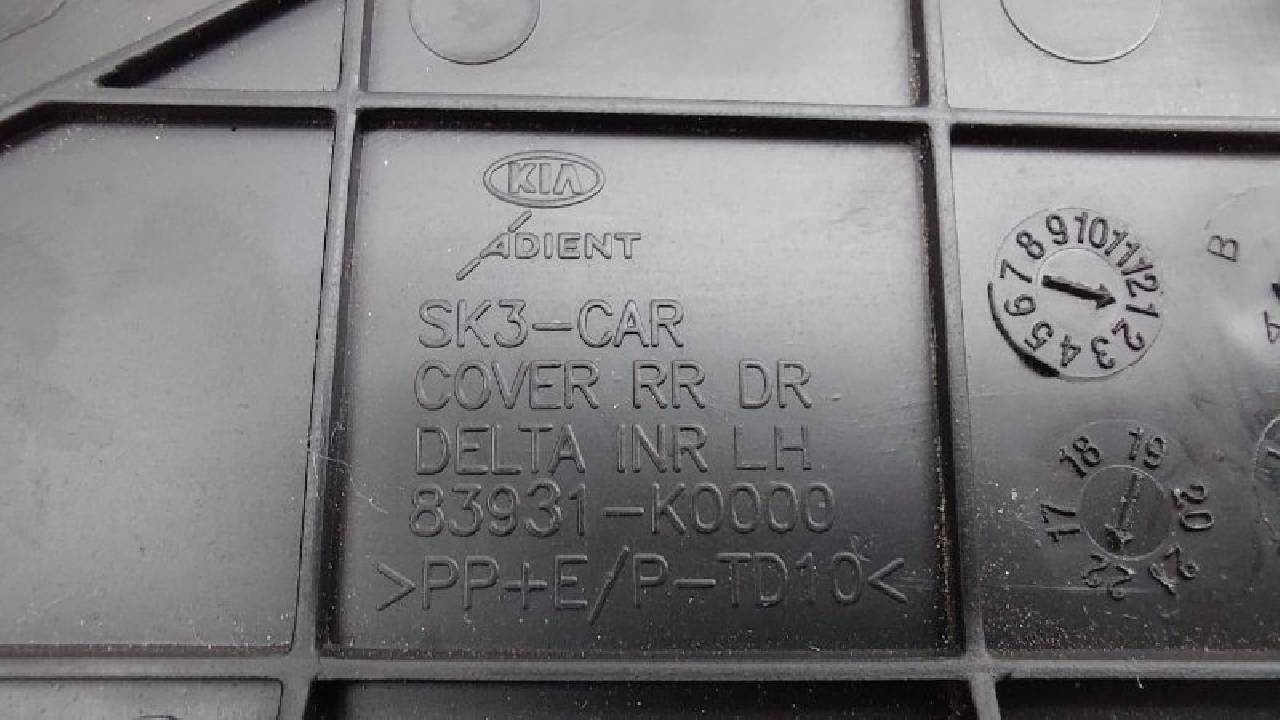 KIA
ADIENT
SK3-CAR
COVER RR DR
DELTA INR LH
83931-K0000
>PP+E/P-TD10<
1 2 3 4 5 6 7 8 9 10 11 12
17 18 19 20 21 22
B